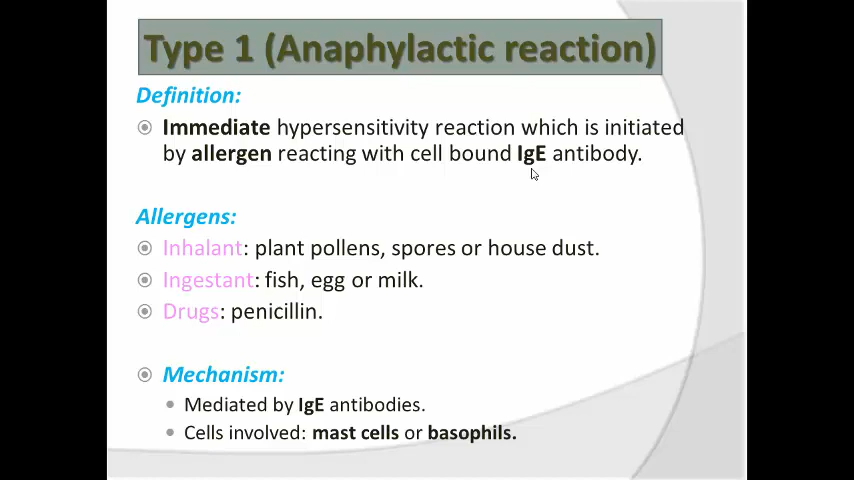 Type 1 (Anaphylactic reaction)
Definition:
Immediate hypersensitivity reaction which is initiated
by allergen reacting with cell bound IgE antibody.
Allergens:
Inhalant: plant pollens, spores or house dust.
Ingestant: fish, egg or milk.
Drugs: penicillin.
Mechanism:
Mediated by IgE antibodies.
Cells involved: mast cells or basophils.